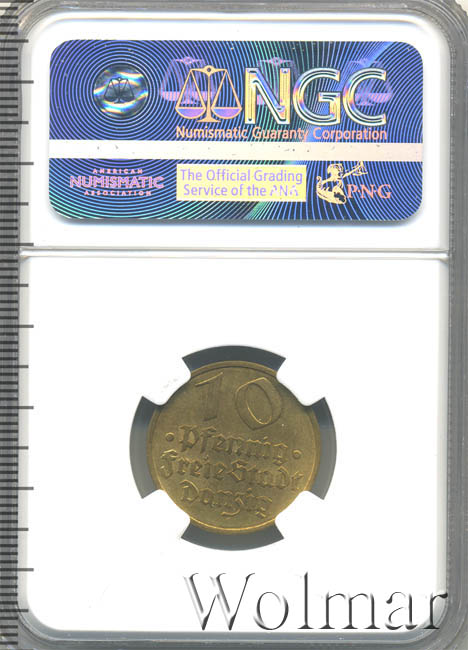 NGC
Numismatic Guaranty Corporation
AMERICAN
NUMISMATIC
ASSOCIATION
The Official Grading
Service of the PNG
PNG
10
· Pfennig ·
Freie Stadt
Danzig
Wolmar